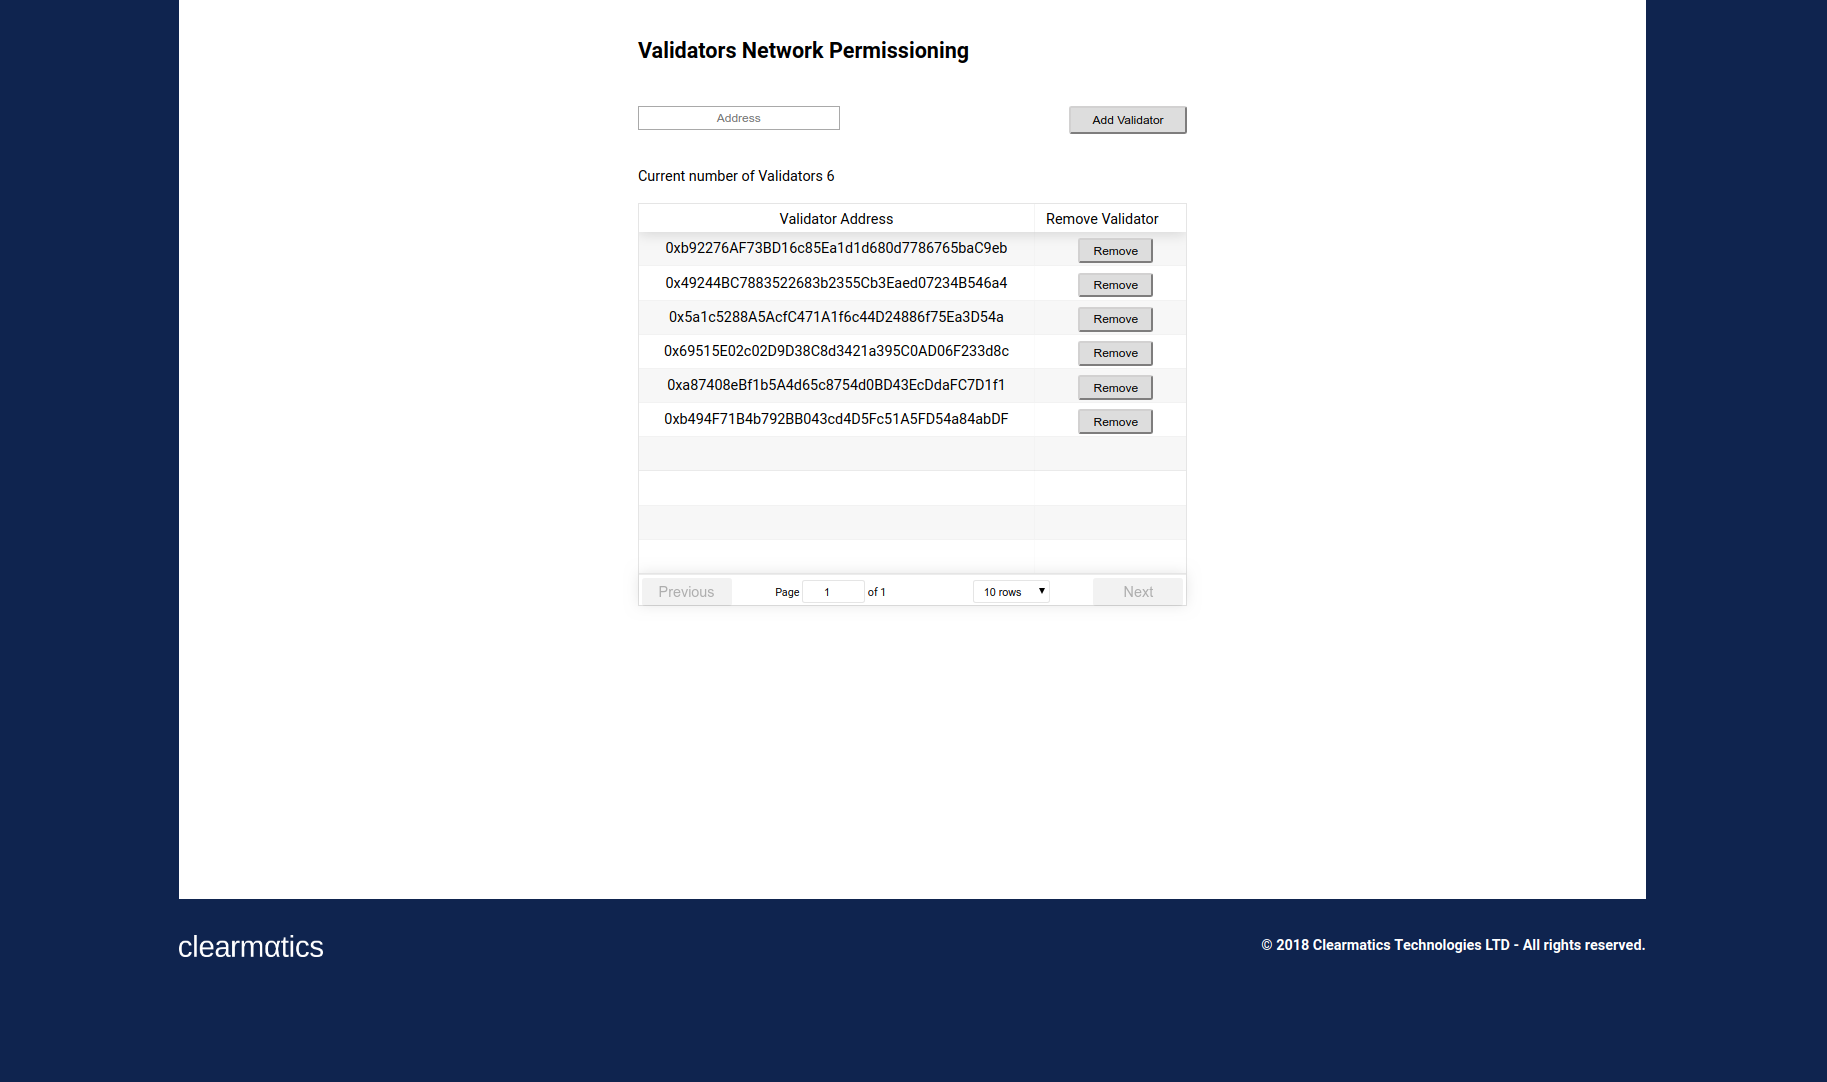 Validators Network Permissioning
Address
Add Validator
Current number of Validators 6
Validator Address Remove Validator
0xb92276AF73BD16c85Ea1d1d680d7786765baC9eb Remove
0x49244BC7883522683b2355Cb3Eaed07234B546a4 Remove
0x5a1c5288A5AcfC471A1f6c44D24886f75Ea3D54a Remove
0x69515E02c02D9D38C8d3421a395C0AD06F233d8c Remove
0xa87408eBf1b5A4d65c8754d0BD43EcDdaFC7D1f1 Remove
0xb494F71B4b792BB043cd4D5Fc51A5FD54a84abDF Remove
Previous Page 1 of 1 10 rows Next
clearmαtics
© 2018 Clearmatics Technologies LTD - All rights reserved.